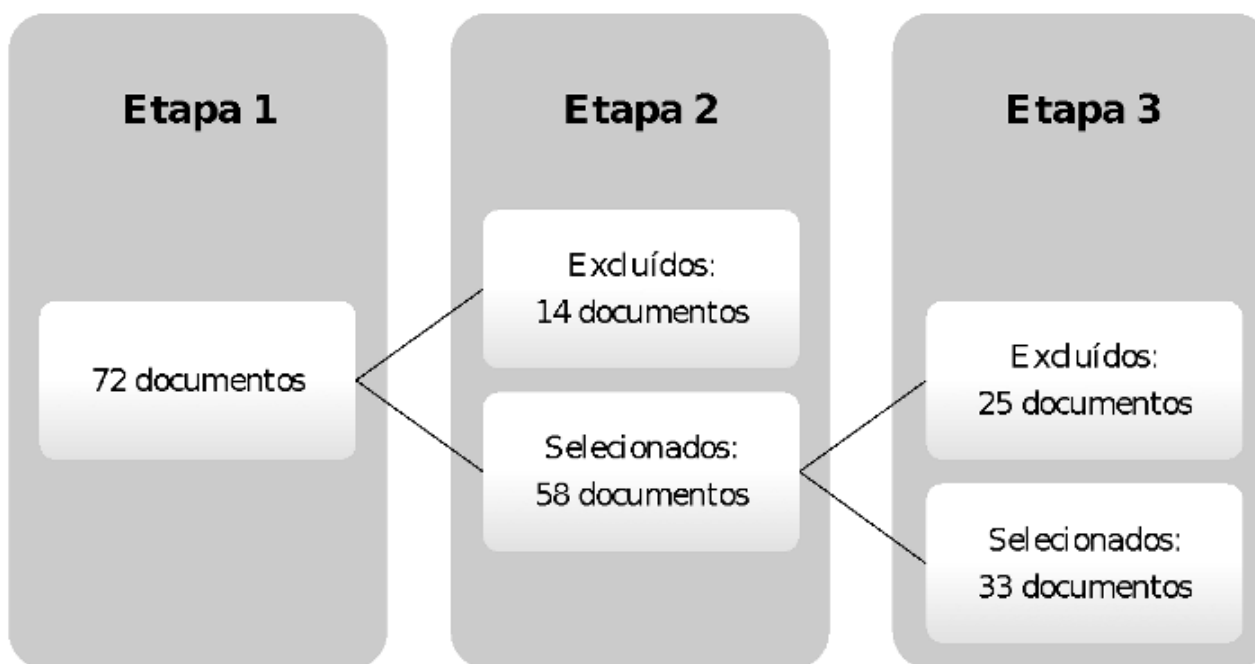 Etapa 1
72 documentos
Etapa 2
Excluídos:
14 documentos
Selecionados:
58 documentos
Etapa 3
Excluídos:
25 documentos
Selecionados:
33 documentos